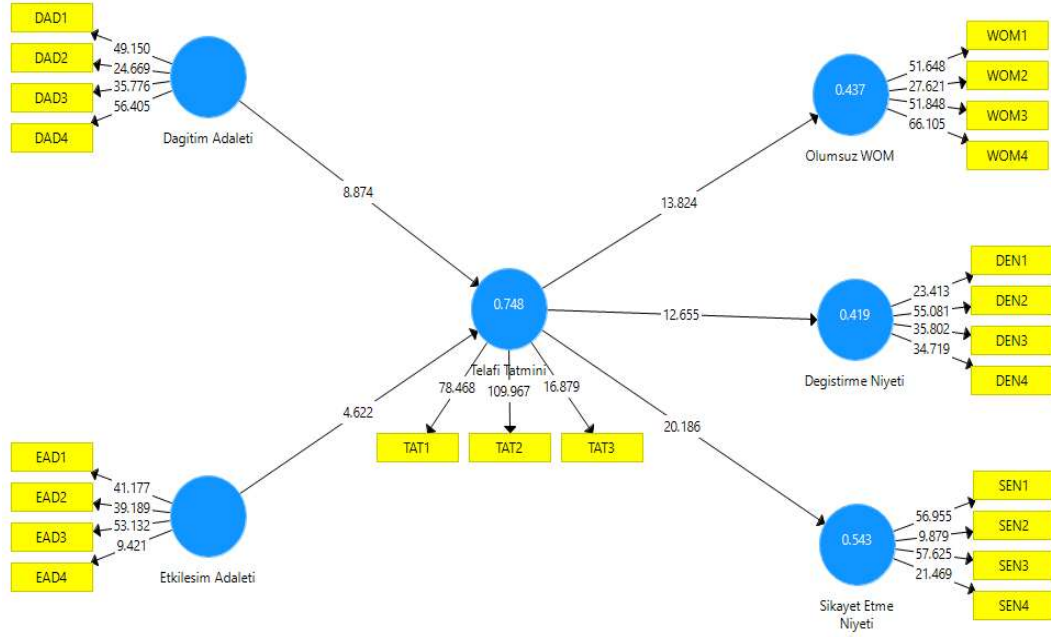 DAD1
DAD2
DAD3
DAD4
49.150
24.669
35.776
56.405
Dagitim Adaleti
8.874
EAD1
EAD2
EAD3
EAD4
41.177
39.189
53.132
9.421
Etkilesim Adaleti
4.622
0.748
Telafi Tatmini
78.468
109.967
16.879
TAT1
TAT2
TAT3
13.824
12.655
20.186
0.437
Olumsuz WOM
51.648
27.621
51.848
66.105
WOM1
WOM2
WOM3
WOM4
0.419
Degistirme Niyeti
23.413
55.081
35.802
34.719
DEN1
DEN2
DEN3
DEN4
0.543
Sikayet Etme
Niyeti
56.955
9.879
57.625
21.469
SEN1
SEN2
SEN3
SEN4